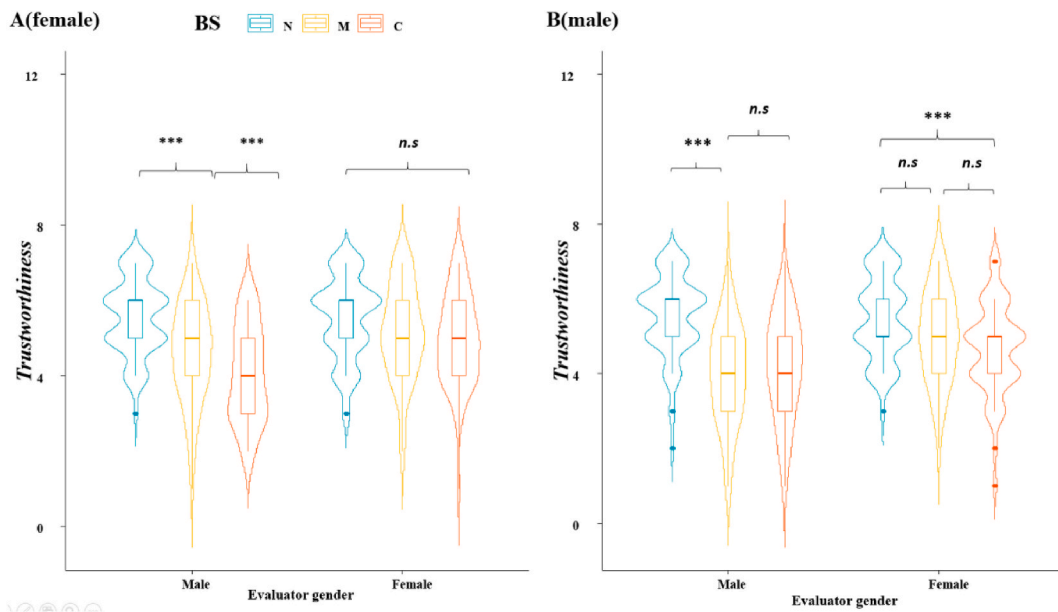 A(female)
BS N M C
12
8
4
0
Trustworthiness
*** ***
n.s
Male Female
Evaluator gender
B(male)
12
8
4
0
Trustworthiness
***
n.s
***
n.s n.s
Male Female
Evaluator gender